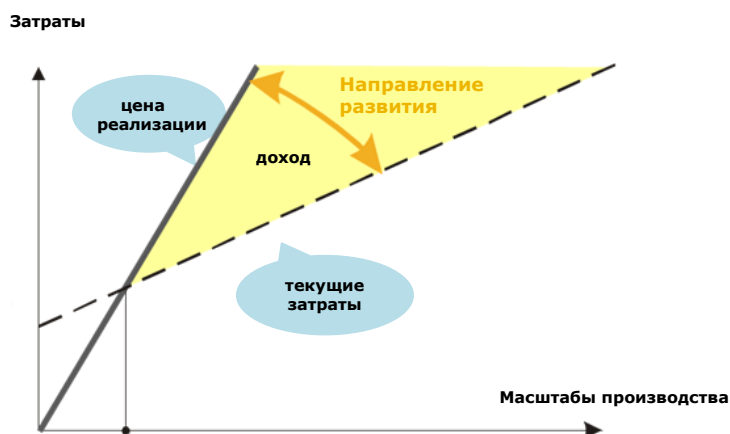 Затраты
цена
реализации
Направление
развития
доход
текущие
затраты
Масштабы производства